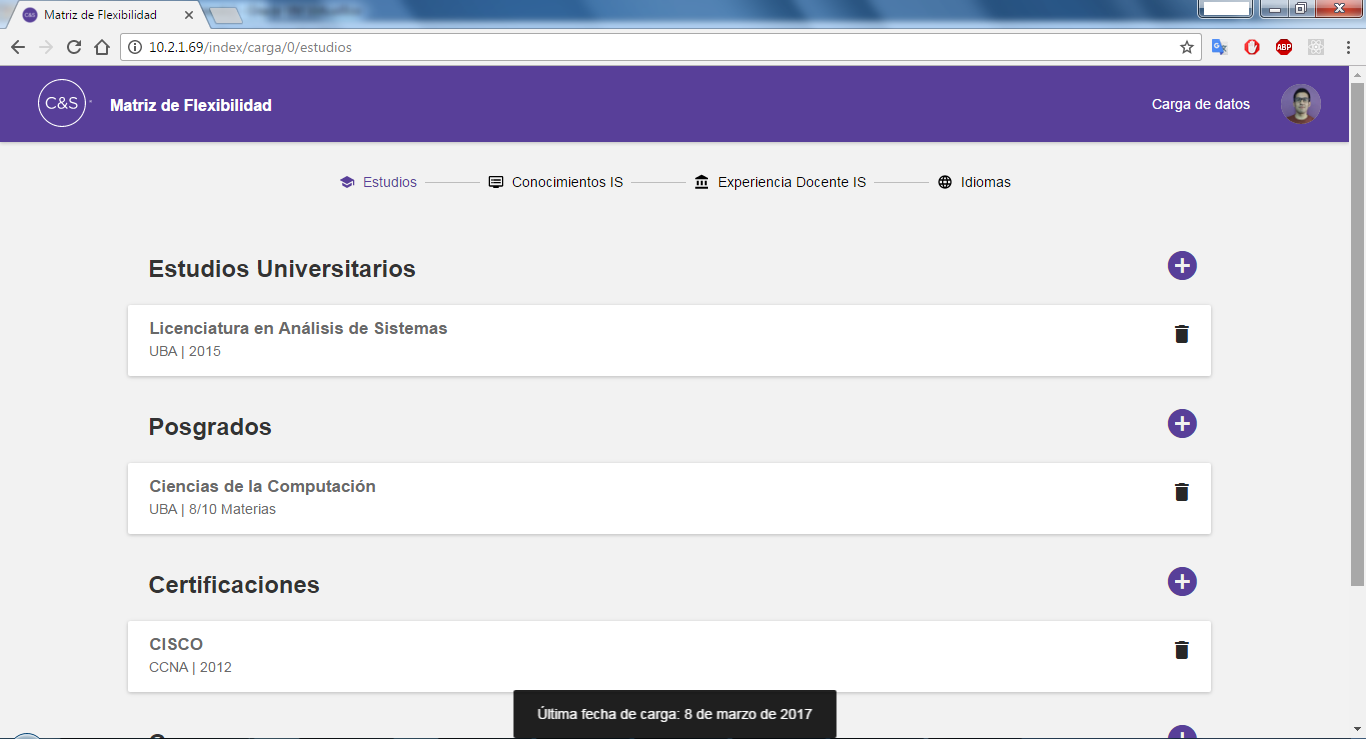 Matriz de Flexibilidad
10.2.1.69/index/carga/0/estudios
ABP
C&S
Matriz de Flexibilidad
Carga de datos
Estudios
Conocimientos IS
Experiencia Docente IS
Idiomas
Estudios Universitarios
Licenciatura en Análisis de Sistemas
UBA | 2015
Posgrados
Ciencias de la Computación
UBA | 8/10 Materias
Certificaciones
CISCO
CCNA | 2012
Última fecha de carga: 8 de marzo de 2017